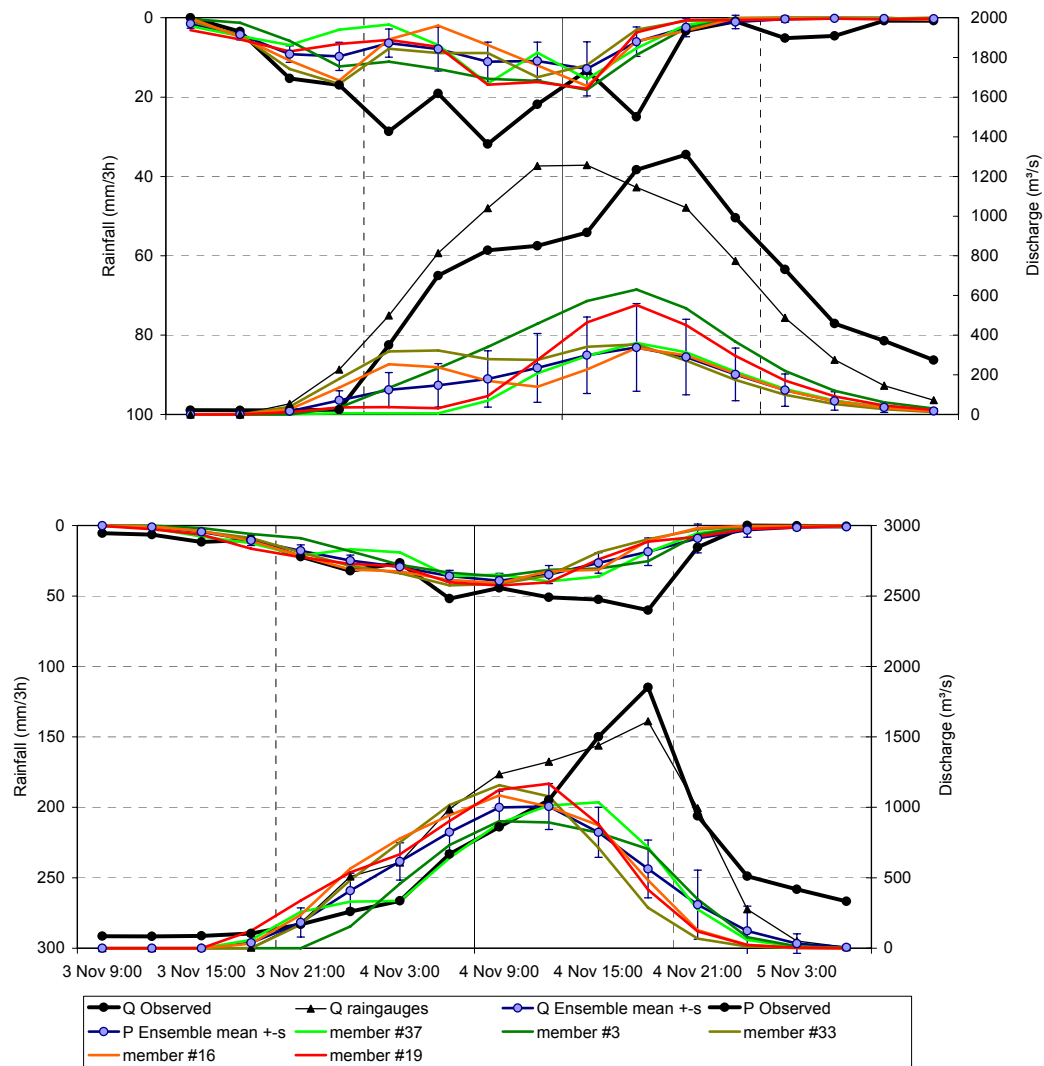 0 2000
1800
20 1600
1400
40 1200
1000
60 800
600
80 400
200
100 0
Rainfall (mm/3h)
Discharge (m³/s)
0 3000
50 2500
100 2000
150 1500
200 1000
250 500
300 0
Rainfall (mm/3h)
Discharge (m³/s)
3 Nov 9:00 3 Nov 15:00 3 Nov 21:00 4 Nov 3:00 4 Nov 9:00 4 Nov 15:00 4 Nov 21:00 5 Nov 3:00
Q Observed Q raingauges Q Ensemble mean +-s P Observed
P Ensemble mean +-s member #37 member #3 member #33
member #16 member #19